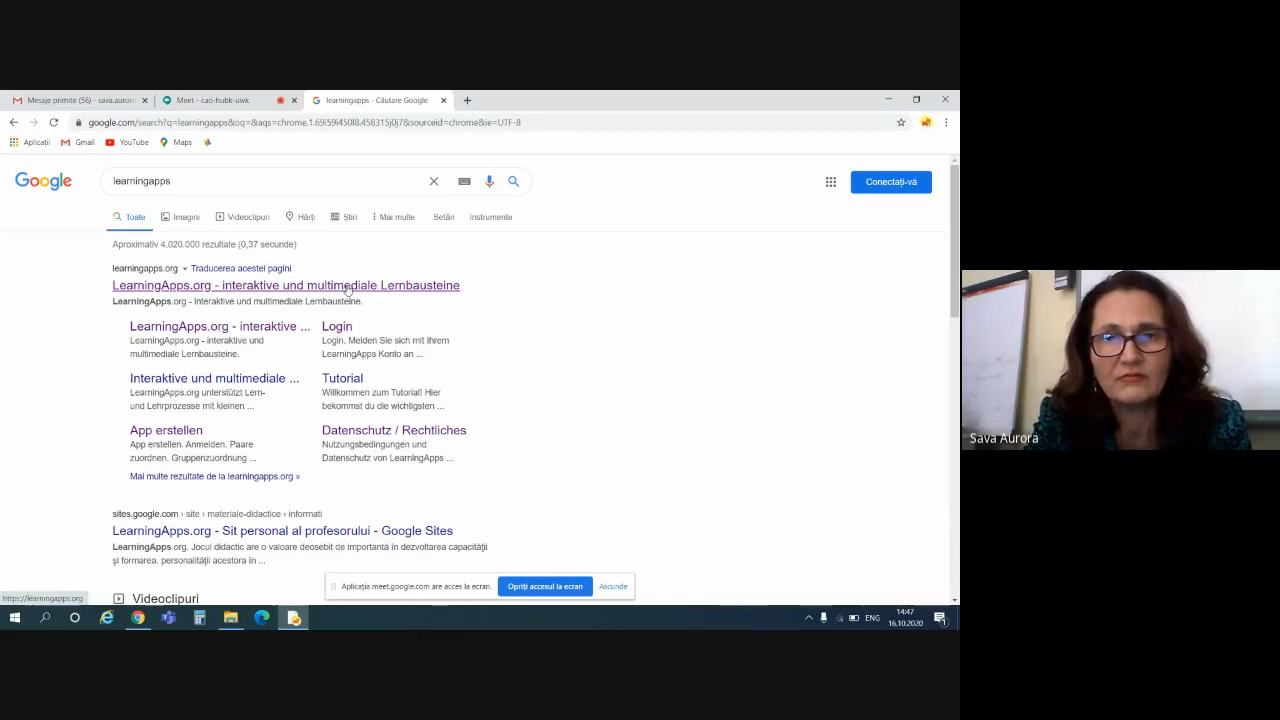 Mesaje primite (56) - sava.aurora
Meet - cao-hubk-uwk
learningapps - Căutare Google
google.com/search?q=learningapps&oq=&aqs=chrome.1.69i59i450l8.458315j0j7&sourceid=chrome&ie=UTF-8
Aplicații
Gmail
YouTube
Maps
Google
learningapps
Conectați-vă
Toate
Imagini
Videoclipuri
Hărți
Știri
Mai multe
Setări
Instrumente
Aproximativ 4.020.000 rezultate (0,37 secunde)
learningapps.org Traducerea acestei pagini
LearningApps.org - interaktive und multimediale Lernbausteine
LearningApps.org - Interaktive und multimediale Lernbausteine.
LearningApps.org - interaktive ...
LearningApps.org - interaktive und
multimediale Lernbausteine.
Login
Login. Melden Sie sich mit Ihrem
LearningApps Konto an ...
Interaktive und multimediale ...
LearningApps.org unterstützt Lern-
und Lehrprozesse mit kleinen ...
Tutorial
Willkommen zum Tutorial! Hier
bekommst du die wichtigsten ...
App erstellen
App erstellen. Anmelden. Paare
zuordnen. Gruppenzuordnung ...
Datenschutz / Rechtliches
Nutzungsbedingungen und
Datenschutz von LearningApps ...
Mai multe rezultate de la learningapps.org »
sites.google.com › site › materiale-didactice › informati
LearningApps.org - Sit personal al profesorului - Google Sites
LearningApps.org. Jocul didactic are o valoare deosebit de importantă în dezvoltarea capacității
și formarea. personalității acestora în ...
Videoclipuri
Aplicația meet.google.com are acces la ecran.
Opriți accesul la ecran
Ascunde
https://learningapps.org
ENG
14:47
16.10.2020
Sava Aurora